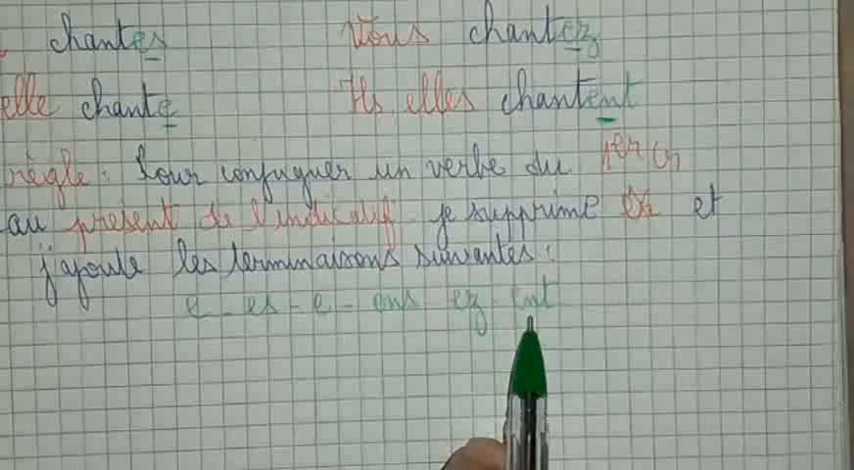 chantes Vous chantez
elle chante Ils elles chantent
règle: Pour conjuguer un verbe du 1er Gr
au présent de l'indicatif je supprime er et
j'ajoute les terminaisons suivantes:
e - es - e - ons - ez - ent